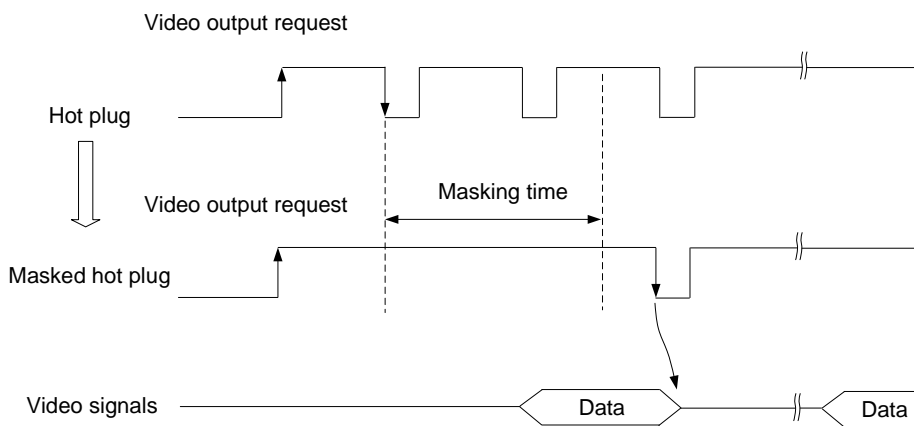 Video output request
Hot plug
Masking time
Video output request
Masked hot plug
Video signals
Data
Data